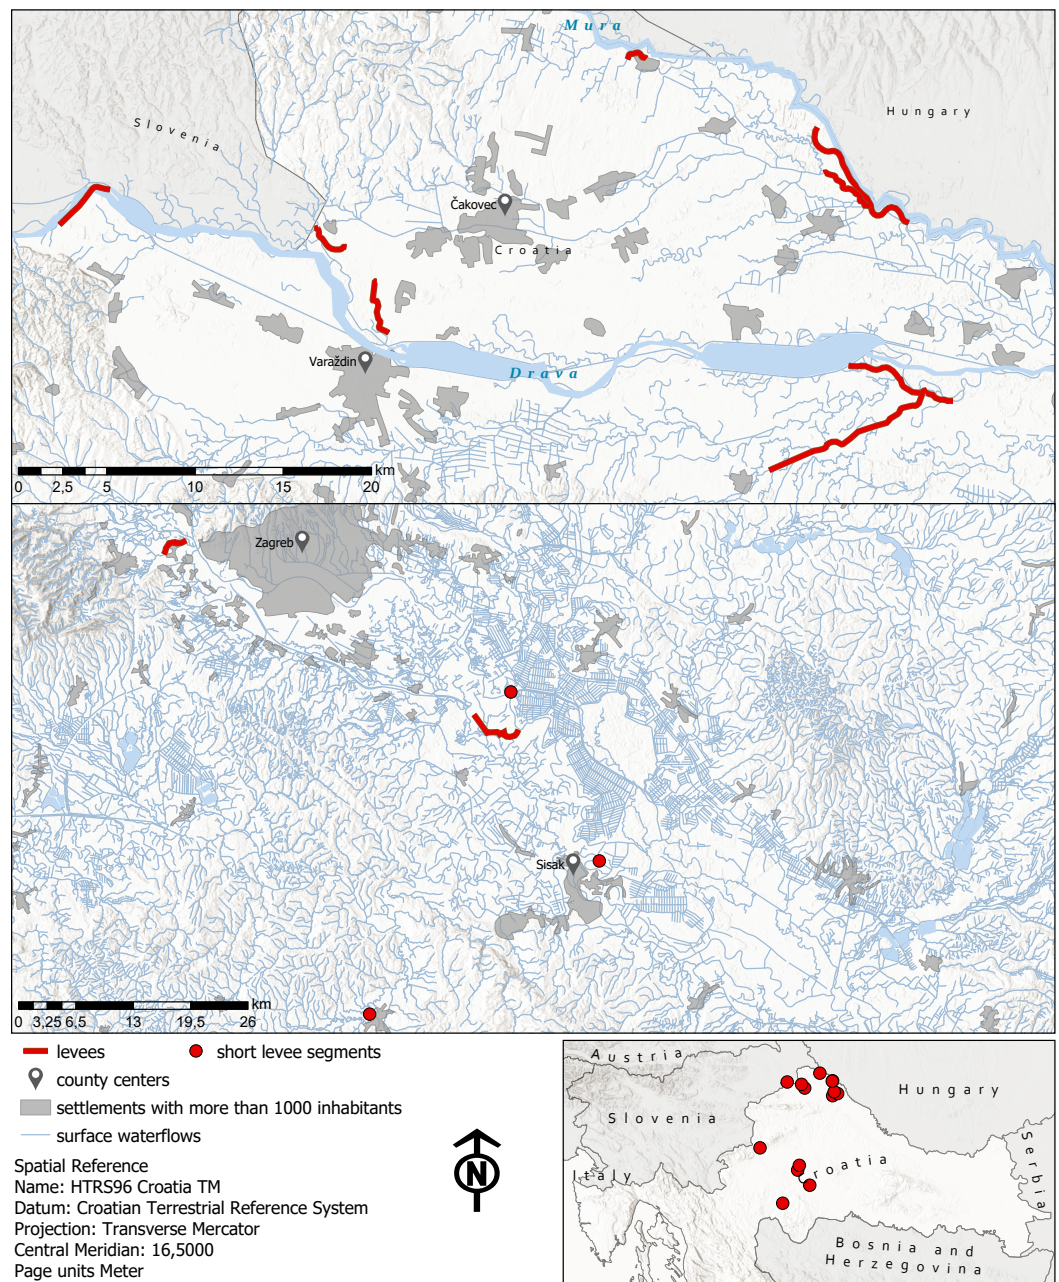 Mura
Hungary
Slovenia
Čakovec
Croatia
Varaždin
Drava
km
0 2,5 5 10 15 20
Zagreb
Sisak
km
0 3,25 6,5 13 19,5 26
levees
short levee segments
county centers
settlements with more than 1000 inhabitants
surface waterflows
Spatial Reference
Name: HTRS96 Croatia TM
Datum: Croatian Terrestrial Reference System
Projection: Transverse Mercator
Central Meridian: 16,5000
Page units Meter
N
Austria
Hungary
Slovenia
Serbia
Italy
Croatia
Bosnia and
Herzegovina